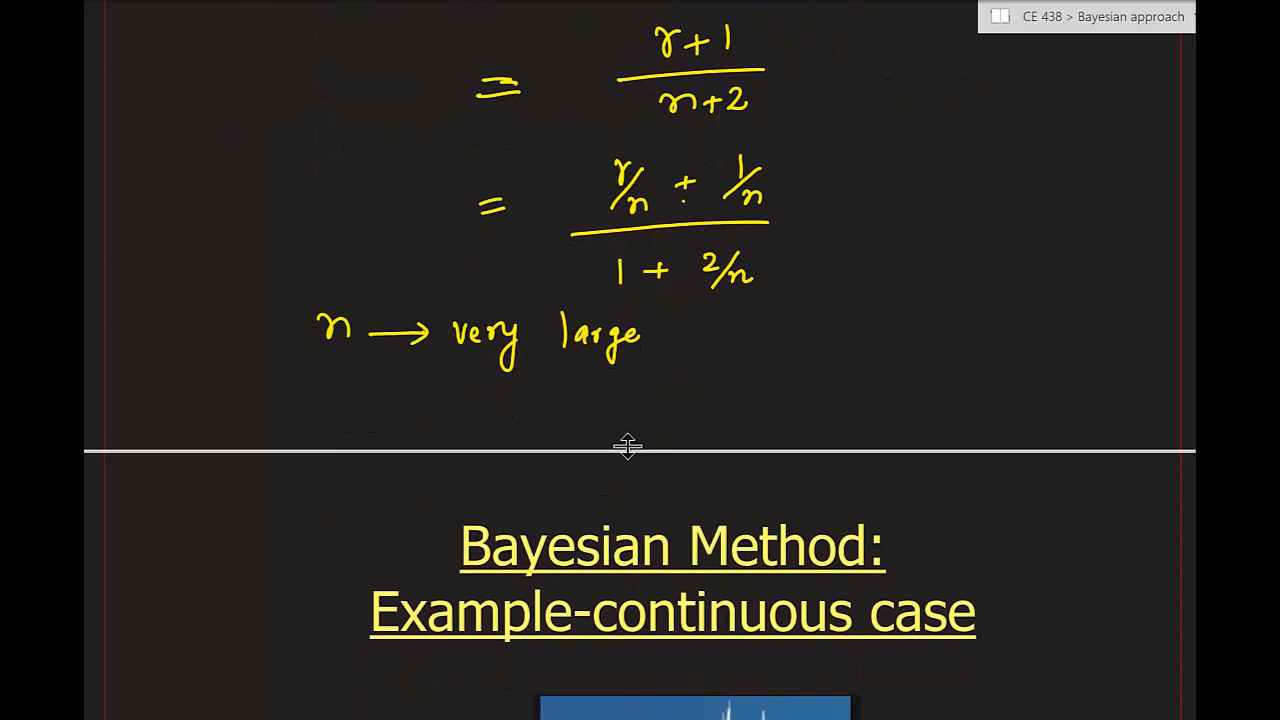 CE 438 > Bayesian approach
= r+1 / n+2
= r/n + 1/n / 1 + 2/n
n → very large
Bayesian Method:
Example-continuous case